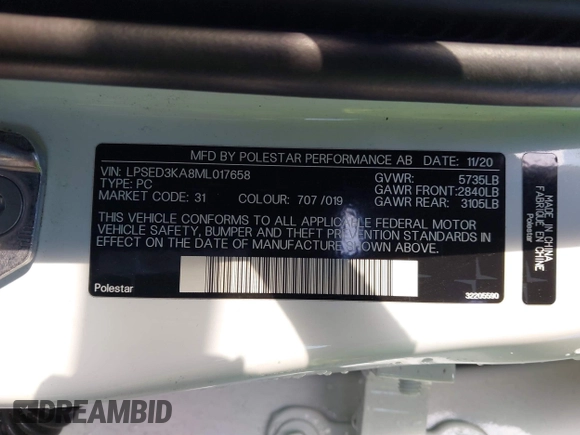 MFD BY POLESTAR PERFORMANCE AB DATE: 11/20
VIN: LPSED3KA8ML017658 GVWR: 5735LB
TYPE: PC GAWR FRONT:2840LB
MARKET CODE: 31 COLOUR: 707 /019 GAWR REAR: 3105LB
THIS VEHICLE CONFORMS TO ALL APPLICABLE FEDERAL MOTOR
VEHICLE SAFETY, BUMPER AND THEFT PREVENTION STANDARDS IN
EFFECT ON THE DATE OF MANUFACTURE SHOWN ABOVE.
Polestar 32205590
MADE IN CHINA
FABRIQUÉ EN CHINE
Polestar
DREAMBID